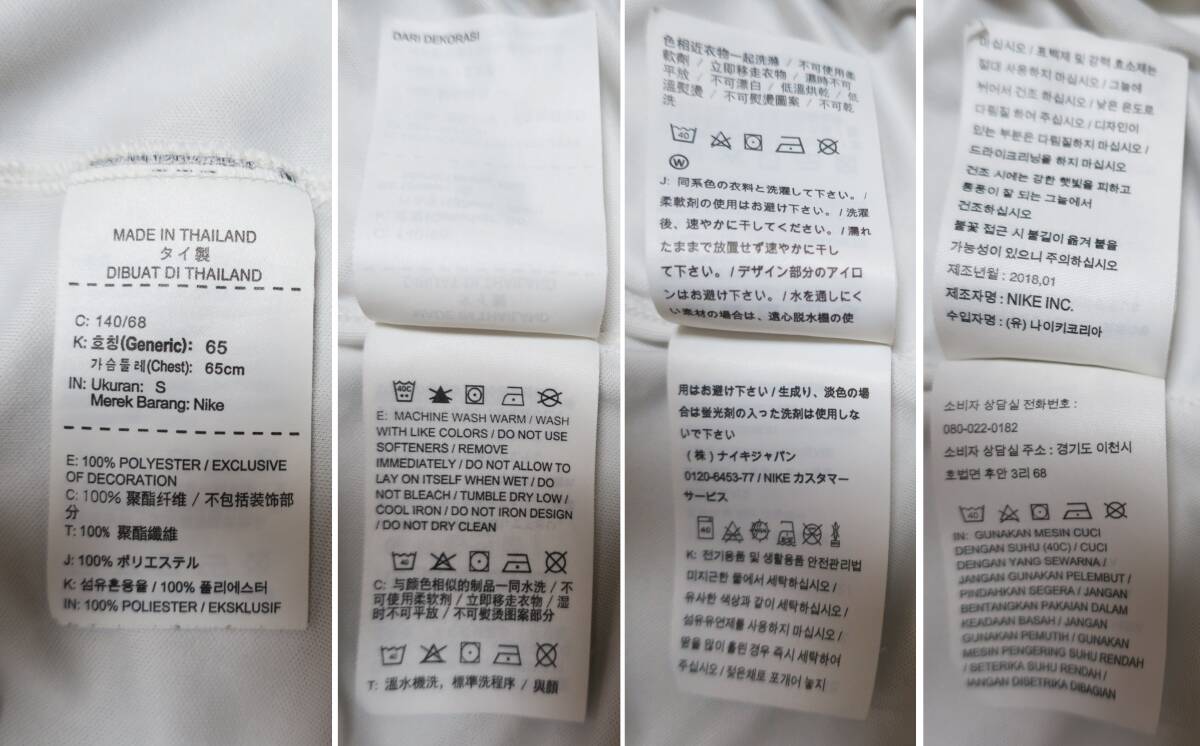 MADE IN THAILAND
タイ製
DIBUAT DI THAILAND
C: 140/68
K: 호칭(Generic): 65
가슴둘레(Chest): 65cm
IN: Ukuran: S
Merek Barang: Nike
E: 100% POLYESTER / EXCLUSIVE
OF DECORATION
C: 100% 聚酯纤维 / 不包括装饰部
分
T: 100% 聚酯纖維
J: 100% ポリエステル
K: 섬유혼용율 / 100% 폴리에스터
IN: 100% POLIESTER / EKSKLUSIF
DARI DEKORASI
40C
E: MACHINE WASH WARM / WASH
WITH LIKE COLORS / DO NOT USE
SOFTENERS / REMOVE
IMMEDIATELY / DO NOT ALLOW TO
LAY ON ITSELF WHEN WET / DO
NOT BLEACH / TUMBLE DRY LOW /
COOL IRON / DO NOT IRON DESIGN
/ DO NOT DRY CLEAN
40
C: 与颜色相似的制品一同水洗 / 不
可使用柔软剂 / 立即移走衣物 / 湿
时不可平放 / 不可熨烫图案部分
40
T: 溫水機洗，標準洗程序 / 與顏
色相近衣物一起洗滌 / 不可使用柔
軟劑 / 立即移走衣物 / 濕時不可
平放 / 不可漂白 / 低溫烘乾 / 低
溫熨燙 / 不可熨燙圖案 / 不可乾
洗
40
W
J: 同系色の衣料と洗濯して下さい。/
柔軟剤の使用はお避け下さい。/ 洗濯
後、速やかに干してください。/ 濡れ
たままで放置せず速やかに干し
て下さい。/ デザイン部分のアイロ
ンはお避け下さい。/ 水を通しにく
い素材の場合は、遠心脱水機の使
用はお避け下さい / 生成り、淡色の場
合は蛍光剤の入った洗剤は使用しな
いで下さい
(株) ナイキジャパン
0120-6453-77 / NIKE カスタマー
サービス
40
K: 전기용품 및 생활용품 안전관리법
미지근한 물에서 세탁하십시오 /
유사한 색상과 같이 세탁하십시오 /
섬유유연제를 사용하지 마십시오 /
땀을 많이 흘린 경우 즉시 세탁하여
주십시오 / 젖은채로 포개어 놓지
마십시오 / 표백제 및 강력 효소제는
절대 사용하지 마십시오 / 그늘에
뉘어서 건조 하십시오 / 낮은 온도로
다림질 하여 주십시오 / 디자인이
있는 부분은 다림질하지 마십시오 /
드라이크리닝을 하지 마십시오
건조 시에는 강한 햇빛을 피하고
통풍이 잘 되는 그늘에서
건조하십시오
불꽃 접근 시 불길이 옮겨 붙을
가능성이 있으니 주의하십시오
제조년월 : 2018,01
제조자명 : NIKE INC.
수입자명 : (유) 나이키코리아
소비자 상담실 전화번호 :
080-022-0182
소비자 상담실 주소 : 경기도 이천시
호법면 후안 3리 68
40
IN: GUNAKAN MESIN CUCI
DENGAN SUHU (40C) / CUCI
DENGAN YANG SEWARNA /
JANGAN GUNAKAN PELEMBUT /
PINDAHKAN SEGERA / JANGAN
BENTANGKAN PAKAIAN DALAM
KEADAAN BASAH / JANGAN
GUNAKAN PEMUTIH / GUNAKAN
MESIN PENGERING SUHU RENDAH
/ SETERIKA SUHU RENDAH /
JANGAN DISETRIKA DIBAGIAN